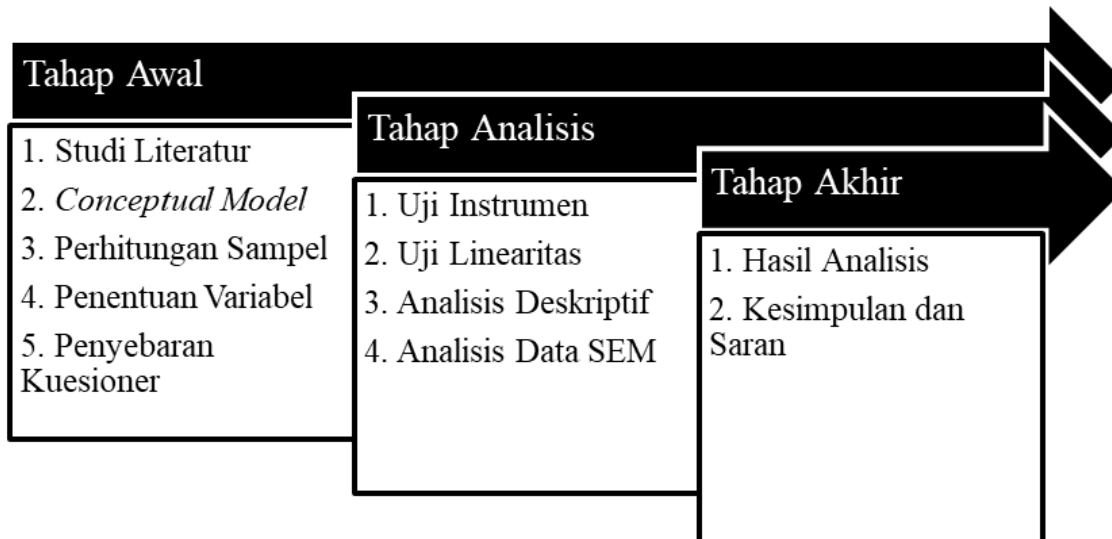 Tahap Awal
1. Studi Literatur
2. Conceptual Model
3. Perhitungan Sampel
4. Penentuan Variabel
5. Penyebaran
Kuesioner
Tahap Analisis
1. Uji Instrumen
2. Uji Linearitas
3. Analisis Deskriptif
4. Analisis Data SEM
Tahap Akhir
1. Hasil Analisis
2. Kesimpulan dan
Saran